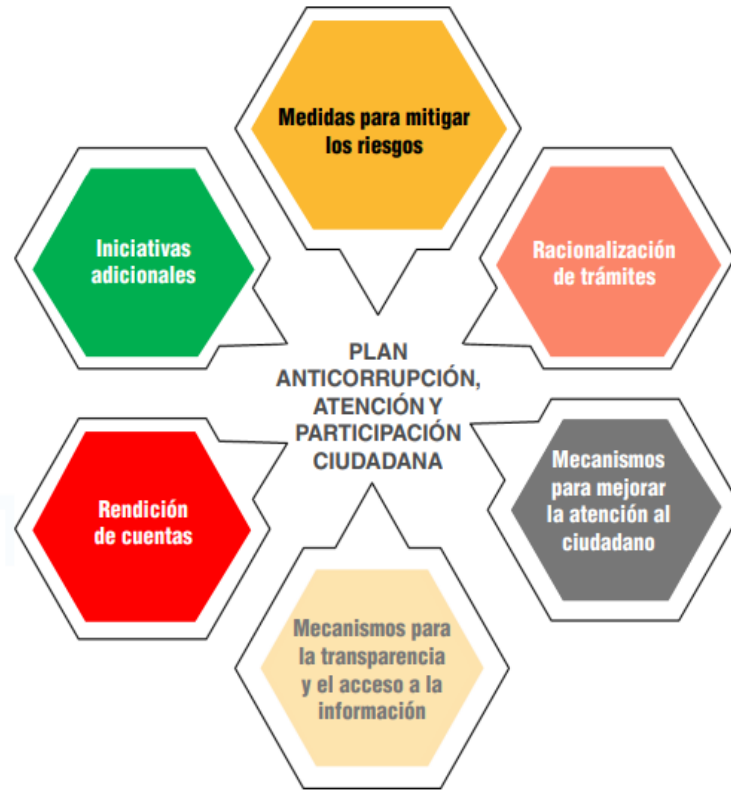 Medidas para mitigar
los riesgos
Iniciativas
adicionales
Racionalización
de trámites
PLAN
ANTICORRUPCIÓN,
ATENCIÓN Y
PARTICIPACIÓN
CIUDADANA
Rendición
de cuentas
Mecanismos
para mejorar
la atención al
ciudadano
Mecanismos para
la transparencia
y el acceso a la
información